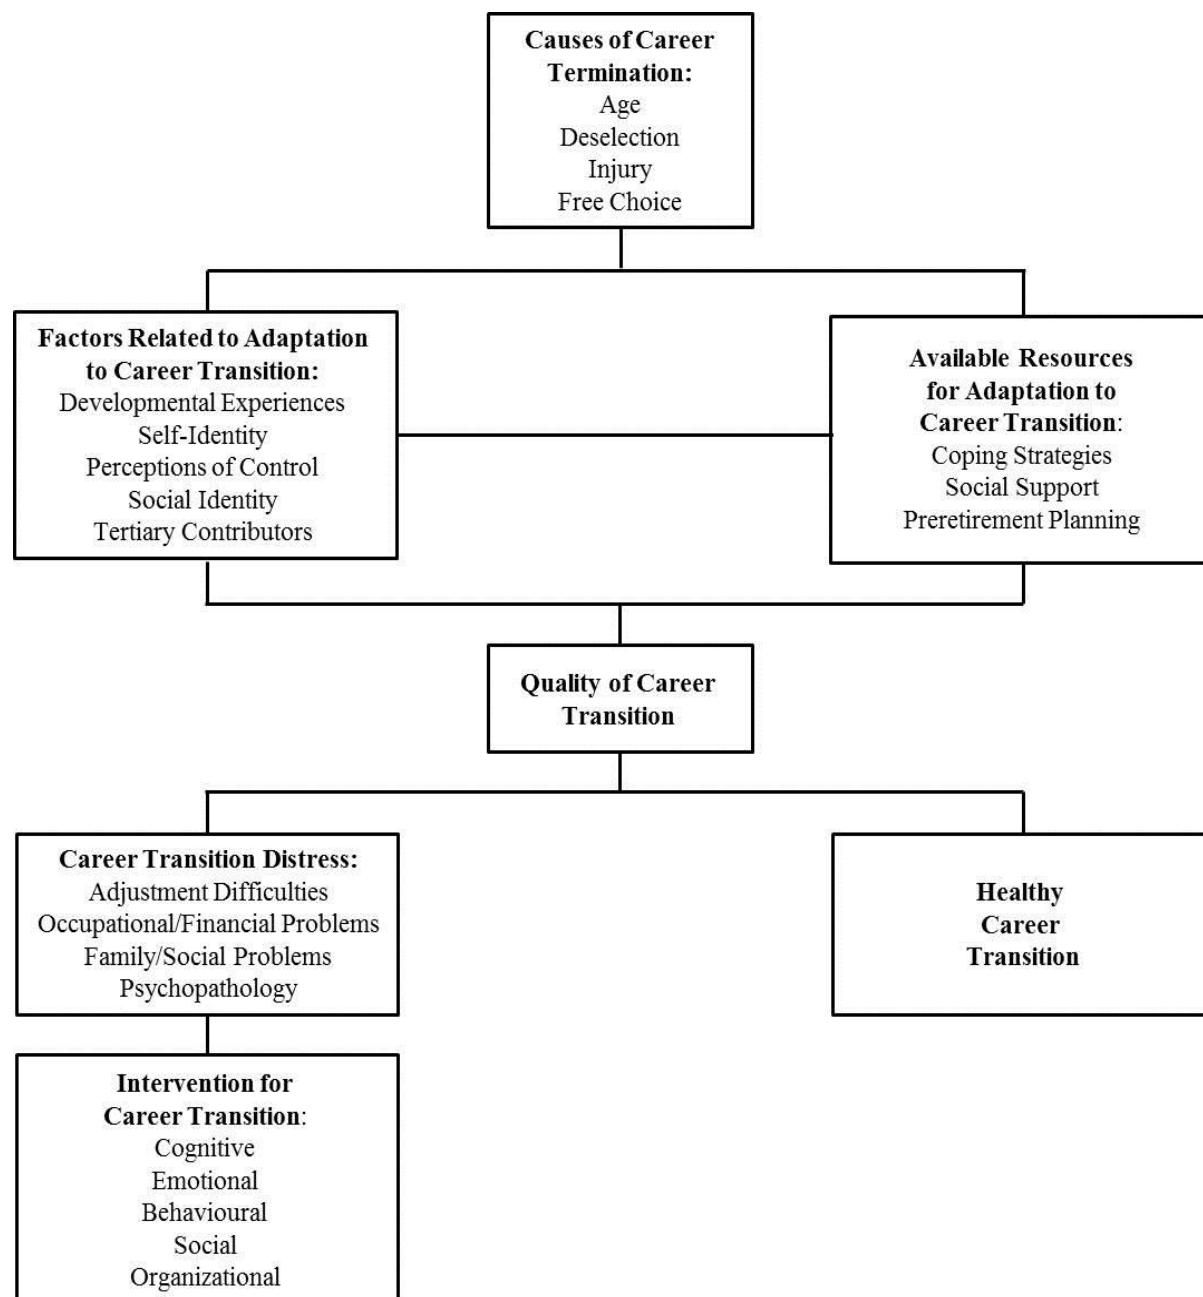 Causes of Career
Termination:
Age
Deselection
Injury
Free Choice
Factors Related to Adaptation
to Career Transition:
Developmental Experiences
Self-Identity
Perceptions of Control
Social Identity
Tertiary Contributors
Available Resources
for Adaptation to
Career Transition:
Coping Strategies
Social Support
Preretirement Planning
Quality of Career
Transition
Career Transition Distress:
Adjustment Difficulties
Occupational/Financial Problems
Family/Social Problems
Psychopathology
Healthy
Career
Transition
Intervention for
Career Transition:
Cognitive
Emotional
Behavioural
Social
Organizational